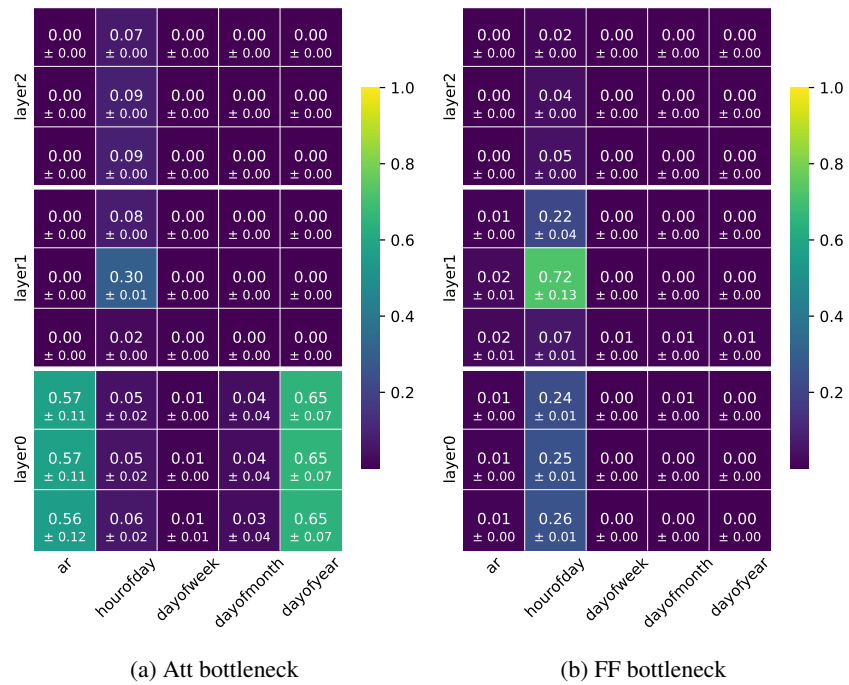 0.00 0.07 0.00 0.00 0.00
± 0.00 ± 0.00 ± 0.00 ± 0.00 ± 0.00
layer2
0.00 0.09 0.00 0.00 0.00
± 0.00 ± 0.00 ± 0.00 ± 0.00 ± 0.00
0.00 0.09 0.00 0.00 0.00
± 0.00 ± 0.00 ± 0.00 ± 0.00 ± 0.00
0.00 0.08 0.00 0.00 0.00
± 0.00 ± 0.00 ± 0.00 ± 0.00 ± 0.00
layer1
0.00 0.30 0.00 0.00 0.00
± 0.00 ± 0.01 ± 0.00 ± 0.00 ± 0.00
0.00 0.02 0.00 0.00 0.00
± 0.00 ± 0.00 ± 0.00 ± 0.00 ± 0.00
0.57 0.05 0.01 0.04 0.65
± 0.11 ± 0.02 ± 0.00 ± 0.04 ± 0.07
layer0
0.57 0.05 0.01 0.04 0.65
± 0.11 ± 0.02 ± 0.00 ± 0.04 ± 0.07
0.56 0.06 0.01 0.03 0.65
± 0.12 ± 0.02 ± 0.01 ± 0.04 ± 0.07
ar
hourofday
dayofweek
dayofmonth
dayofyear
1.0
0.8
0.6
0.4
0.2
(a) Att bottleneck
0.00 0.02 0.00 0.00 0.00
± 0.00 ± 0.00 ± 0.00 ± 0.00 ± 0.00
layer2
0.00 0.04 0.00 0.00 0.00
± 0.00 ± 0.00 ± 0.00 ± 0.00 ± 0.00
0.00 0.05 0.00 0.00 0.00
± 0.00 ± 0.00 ± 0.00 ± 0.00 ± 0.00
0.01 0.22 0.00 0.00 0.00
± 0.00 ± 0.04 ± 0.00 ± 0.00 ± 0.00
layer1
0.02 0.72 0.00 0.00 0.00
± 0.01 ± 0.13 ± 0.00 ± 0.00 ± 0.00
0.02 0.07 0.01 0.01 0.01
± 0.01 ± 0.01 ± 0.00 ± 0.00 ± 0.00
0.01 0.24 0.00 0.00 0.00
± 0.00 ± 0.01 ± 0.00 ± 0.00 ± 0.00
layer0
0.01 0.25 0.00 0.00 0.00
± 0.00 ± 0.01 ± 0.00 ± 0.00 ± 0.00
0.01 0.26 0.00 0.00 0.00
± 0.00 ± 0.01 ± 0.00 ± 0.00 ± 0.00
ar
hourofday
dayofweek
dayofmonth
dayofyear
1.0
0.8
0.6
0.4
0.2
(b) FF bottleneck